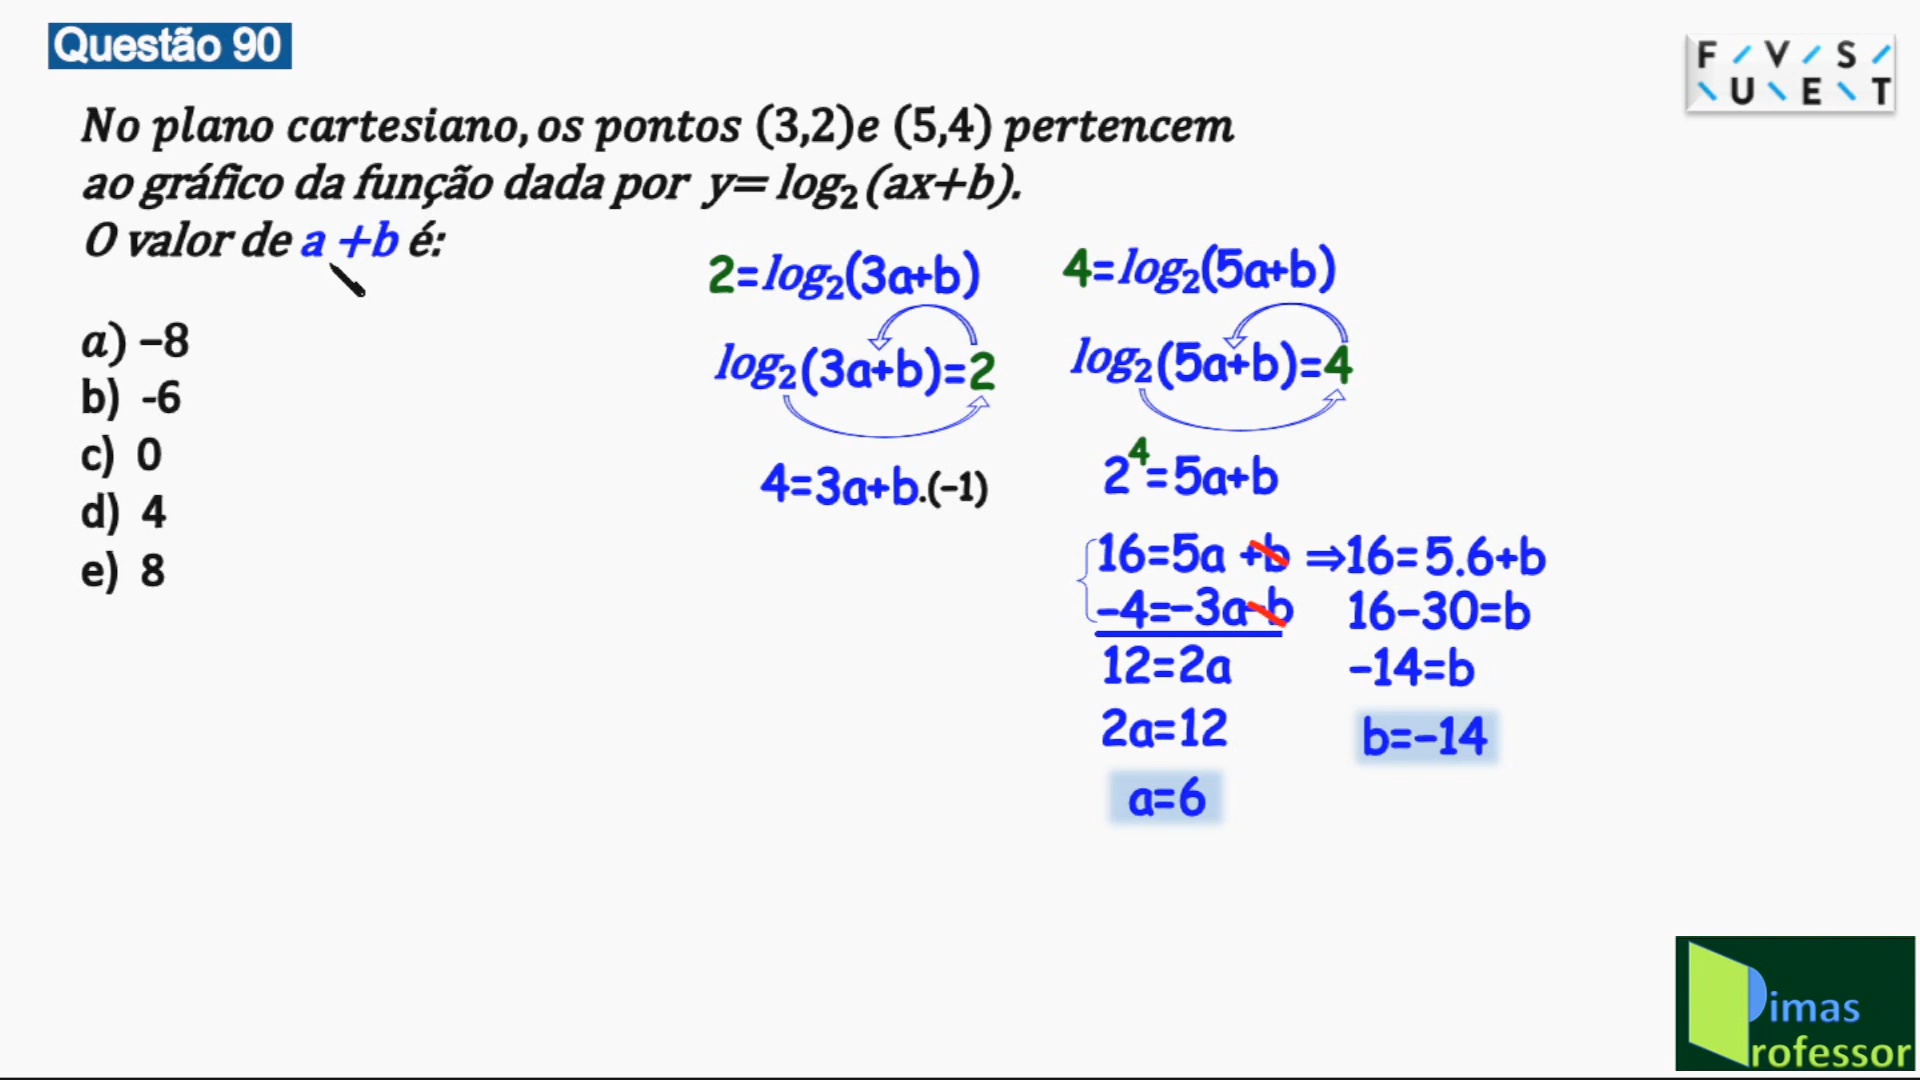 Questão 90
F V S
U E T
No plano cartesiano, os pontos (3,2)e (5,4) pertencem
ao gráfico da função dada por y= log₂(ax+b).
O valor de a +b é:
a) –8
b) -6
c) 0
d) 4
e) 8
2=log₂(3a+b)
log₂(3a+b)=2
4=3a+b.(–1)
4=log₂(5a+b)
log₂(5a+b)=4
2⁴=5a+b
16=5a +b ⇒16=5.6+b
–4=–3a-b
12=2a
2a=12
a=6
16–30=b
–14=b
b=–14
Dimas
Professor